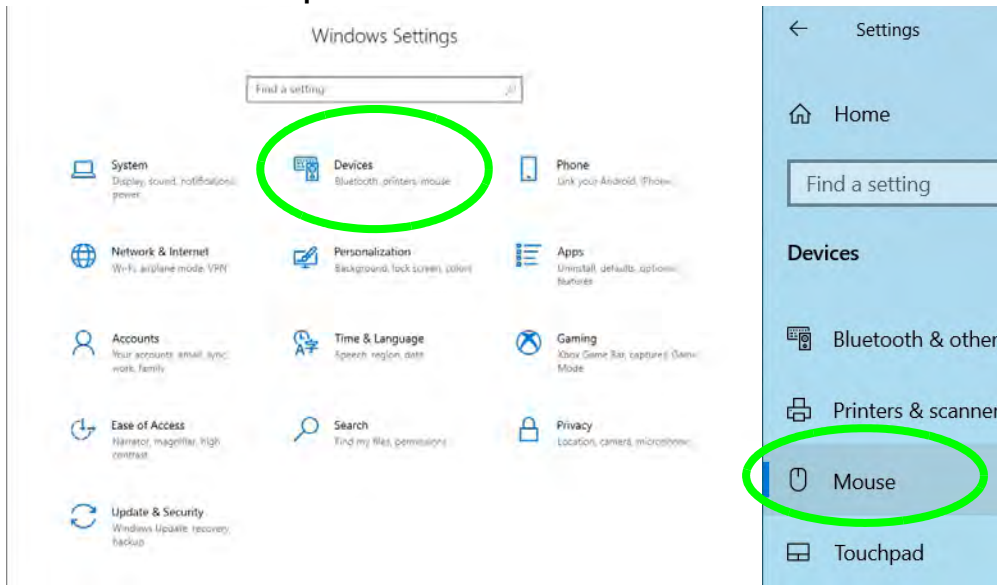 Windows Settings
Find a setting
System
Display, sound, notifications,
power
Devices
Bluetooth, printers, mouse
Phone
Link your Android, iPhone
Network & Internet
Wi-Fi, airplane mode, VPN
Personalization
Background, lock screen, colors
Apps
Uninstall, defaults, optional
features
Accounts
Your accounts, email, sync,
work, family
Time & Language
Speech, region, date
Gaming
Xbox Game Bar, captures, Game
Mode
Ease of Access
Narrator, magnifier, high
contrast
Search
Find my files, permissions
Privacy
Location, camera, microphone
Update & Security
Windows Update, recovery,
backup
Settings
Home
Find a setting
Devices
Bluetooth & other
Printers & scanner
Mouse
Touchpad